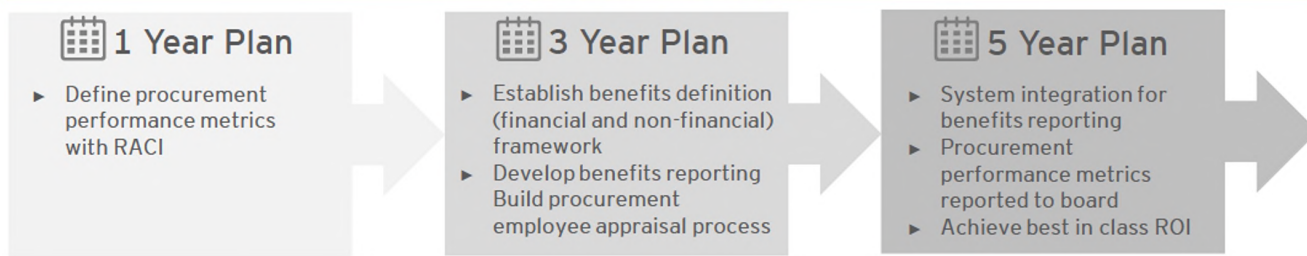 1 Year Plan
► Define procurement
performance metrics
with RACI
3 Year Plan
► Establish benefits definition
(financial and non-financial)
framework
► Develop benefits reporting
Build procurement
employee appraisal process
5 Year Plan
► System integration for
benefits reporting
► Procurement
performance metrics
reported to board
► Achieve best in class ROI